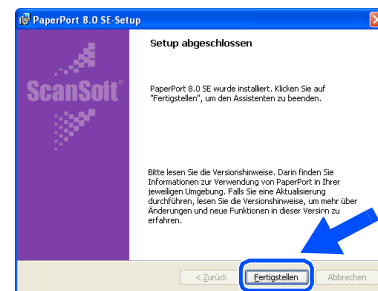 PaperPort 8.0 SE-Setup
Setup abgeschlossen
ScanSoft®
PaperPort 8.0 SE wurde installiert. Klicken Sie auf
"Fertigstellen", um den Assistenten zu beenden.
Bitte lesen Sie die Versionshinweise. Darin finden Sie
Informationen zur Verwendung von PaperPort in Ihrer
jeweiligen Umgebung. Falls Sie eine Aktualisierung
durchführen, lesen Sie die Versionshinweise, um mehr über
Änderungen und neue Funktionen in dieser Version zu
erfahren.
< Zurück Fertigstellen Abbrechen